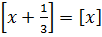 [x + 1/3] = [x]